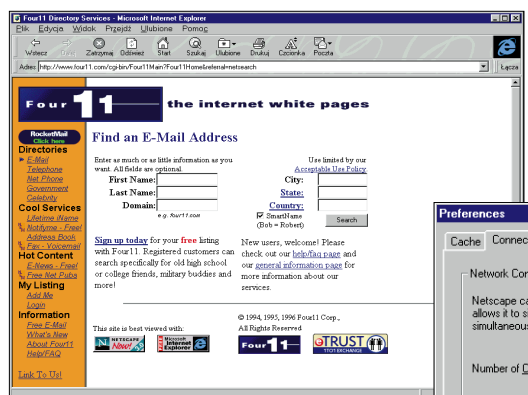 Four11 Directory Services - Microsoft Internet Explorer
Plik Edycja Widok Przejdź Ulubione Pomoc
Wstecz Zatrzymaj Odśwież Start Szukaj Ulubione Drukuj Czcionka Poczta
Adres http://www.four11.com/cgi-bin/Four11Main?Four11Home&referral=netsearch Łącza
Four 11 the internet white pages
RocketMail
Click here
Directories
E-Mail
Telephone
Net Phone
Government
Celebrity
Cool Services
Lifetime iName
Notifyme - Free!
Address Book
Fax - Voicemail
Hot Content
E-News - Free!
Free Net Pubs
My Listing
Add Me
Login
Information
Free E-Mail
What's New
About Four11
Help/FAQ
Link To Us!
Find an E-Mail Address
Enter as much or as little information as you
want. All fields are optional.
Use limited by our
Acceptable Use Policy
First Name: City:
Last Name: State:
Domain: Country:
e.g. four11.com
SmartName
(Bob = Robert)
Search
Sign up today for your free listing
with Four11. Registered customers can
search specifically for old high school
or college friends, military buddies and
more!
New users, welcome! Please
check out our help/faq page and
our general information page for
more information about our
services.
This site is best viewed with:
NETSCAPE
NOW!
Microsoft
Internet
Explorer
© 1994, 1995, 1996 Four11 Corp.,
All Rights Reserved
Four 11
eTRUST
Preferences
Cache Connec
Network Con
Netscape ca
allows it to s
simultaneous
Number of C